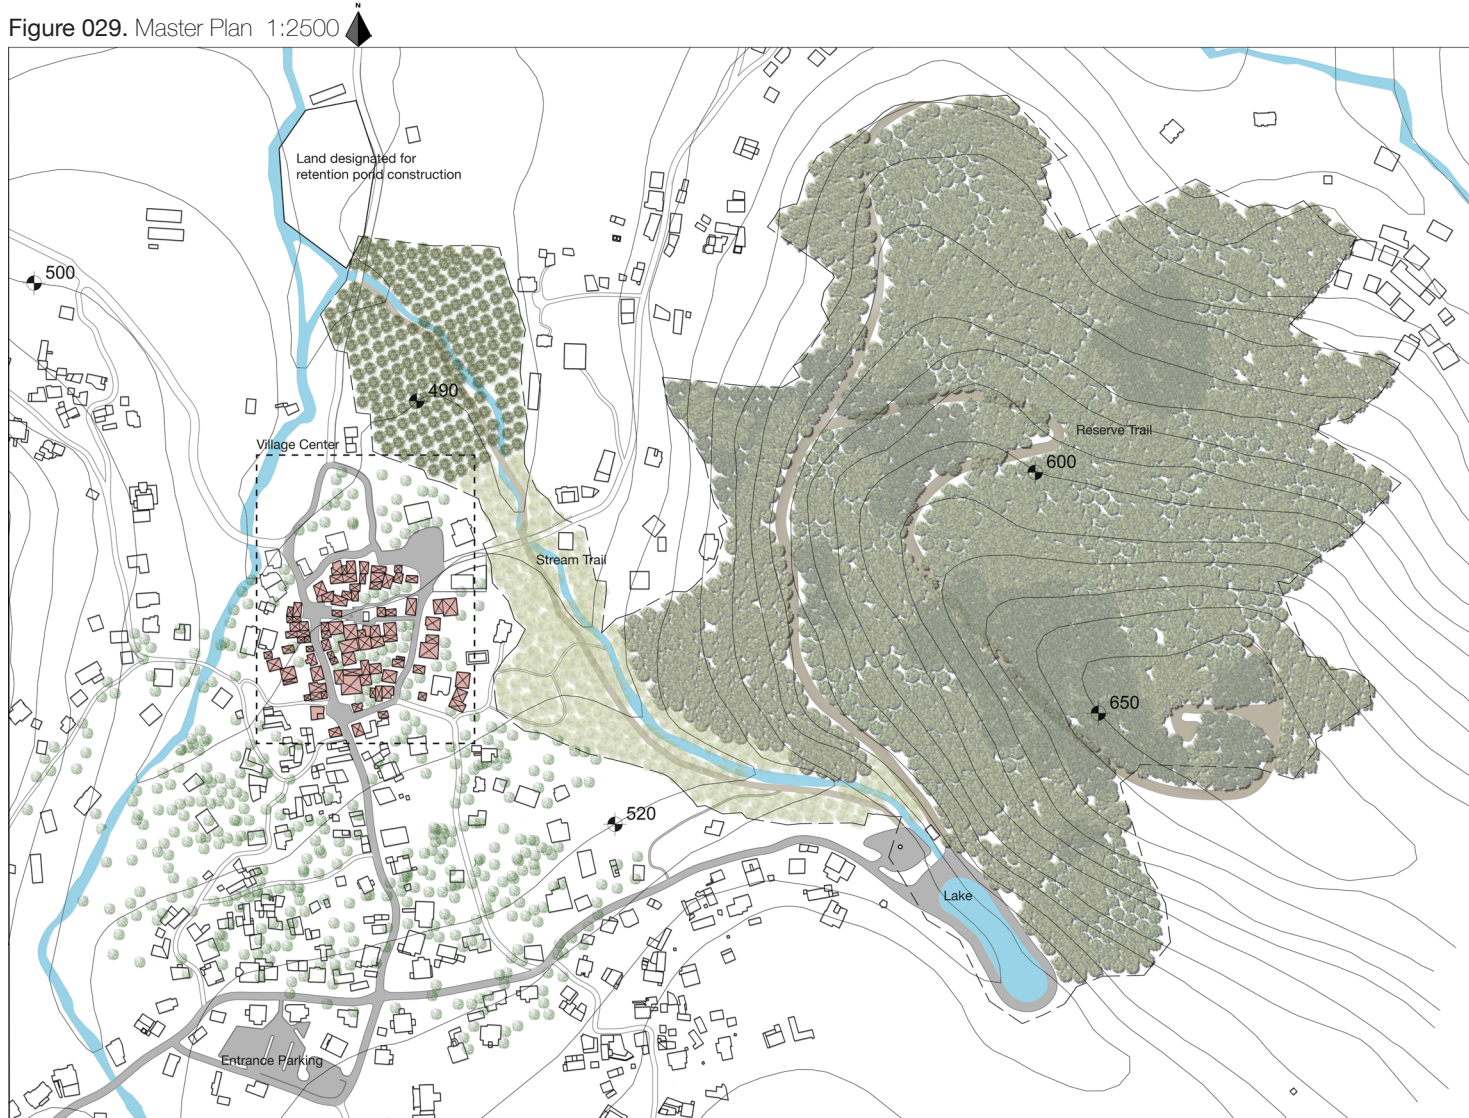 N
Figure 029. Master Plan 1:2500
Land designated for
retention pond construction
500
490
Village Center
Reserve Trail
600
Stream Trail
650
520
Lake
Entrance Parking